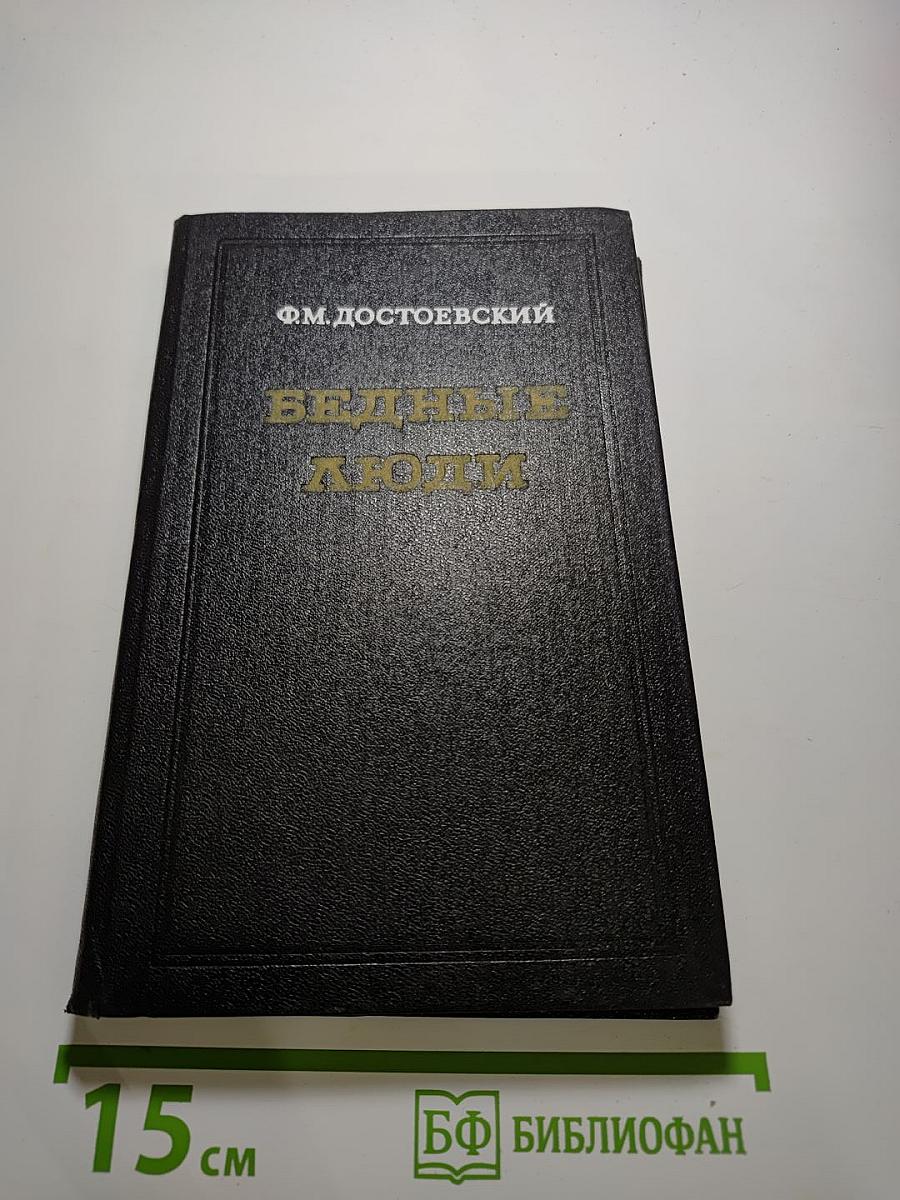 Ф.М.ДОСТОЕВСКИЙ
БЕДНЫЕ
ЛЮДИ
15 см
БФ БИБЛИОФАН